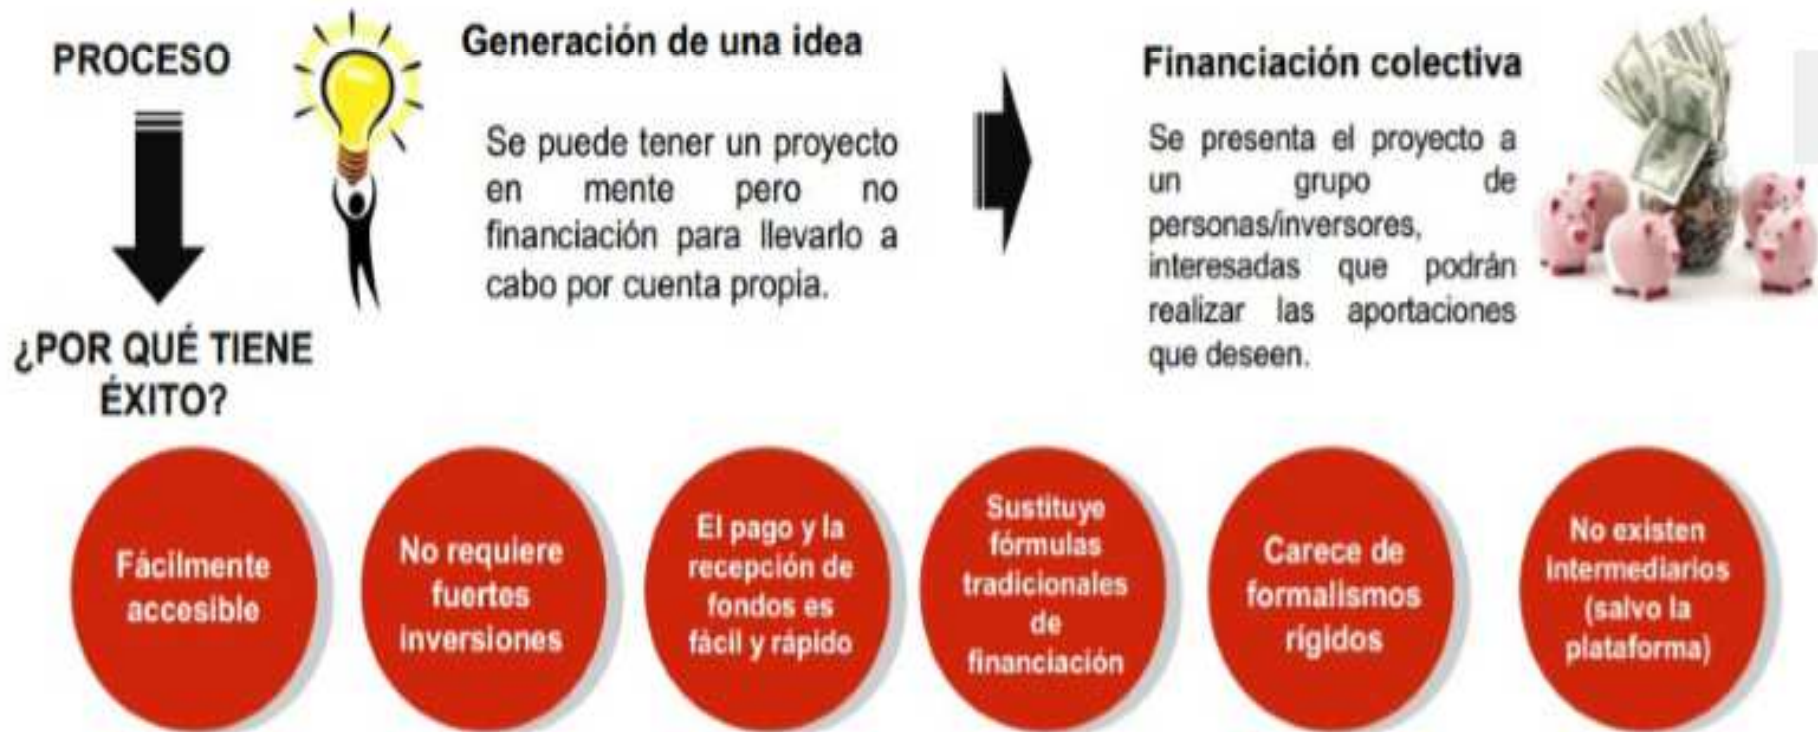 PROCESO
Generación de una idea
Se puede tener un proyecto
en mente pero no
financiación para llevarlo a
cabo por cuenta propia.
Financiación colectiva
Se presenta el proyecto a
un grupo de
personas/inversores,
interesadas que podrán
realizar las aportaciones
que deseen.
¿POR QUÉ TIENE
ÉXITO?
Fácilmente
accesible
No requiere
fuertes
inversiones
El pago y la
recepción de
fondos es
fácil y rápido
Sustituye
fórmulas
tradicionales
de
financiación
Carece de
formalismos
rígidos
No existen
intermediarios
(salvo la
plataforma)